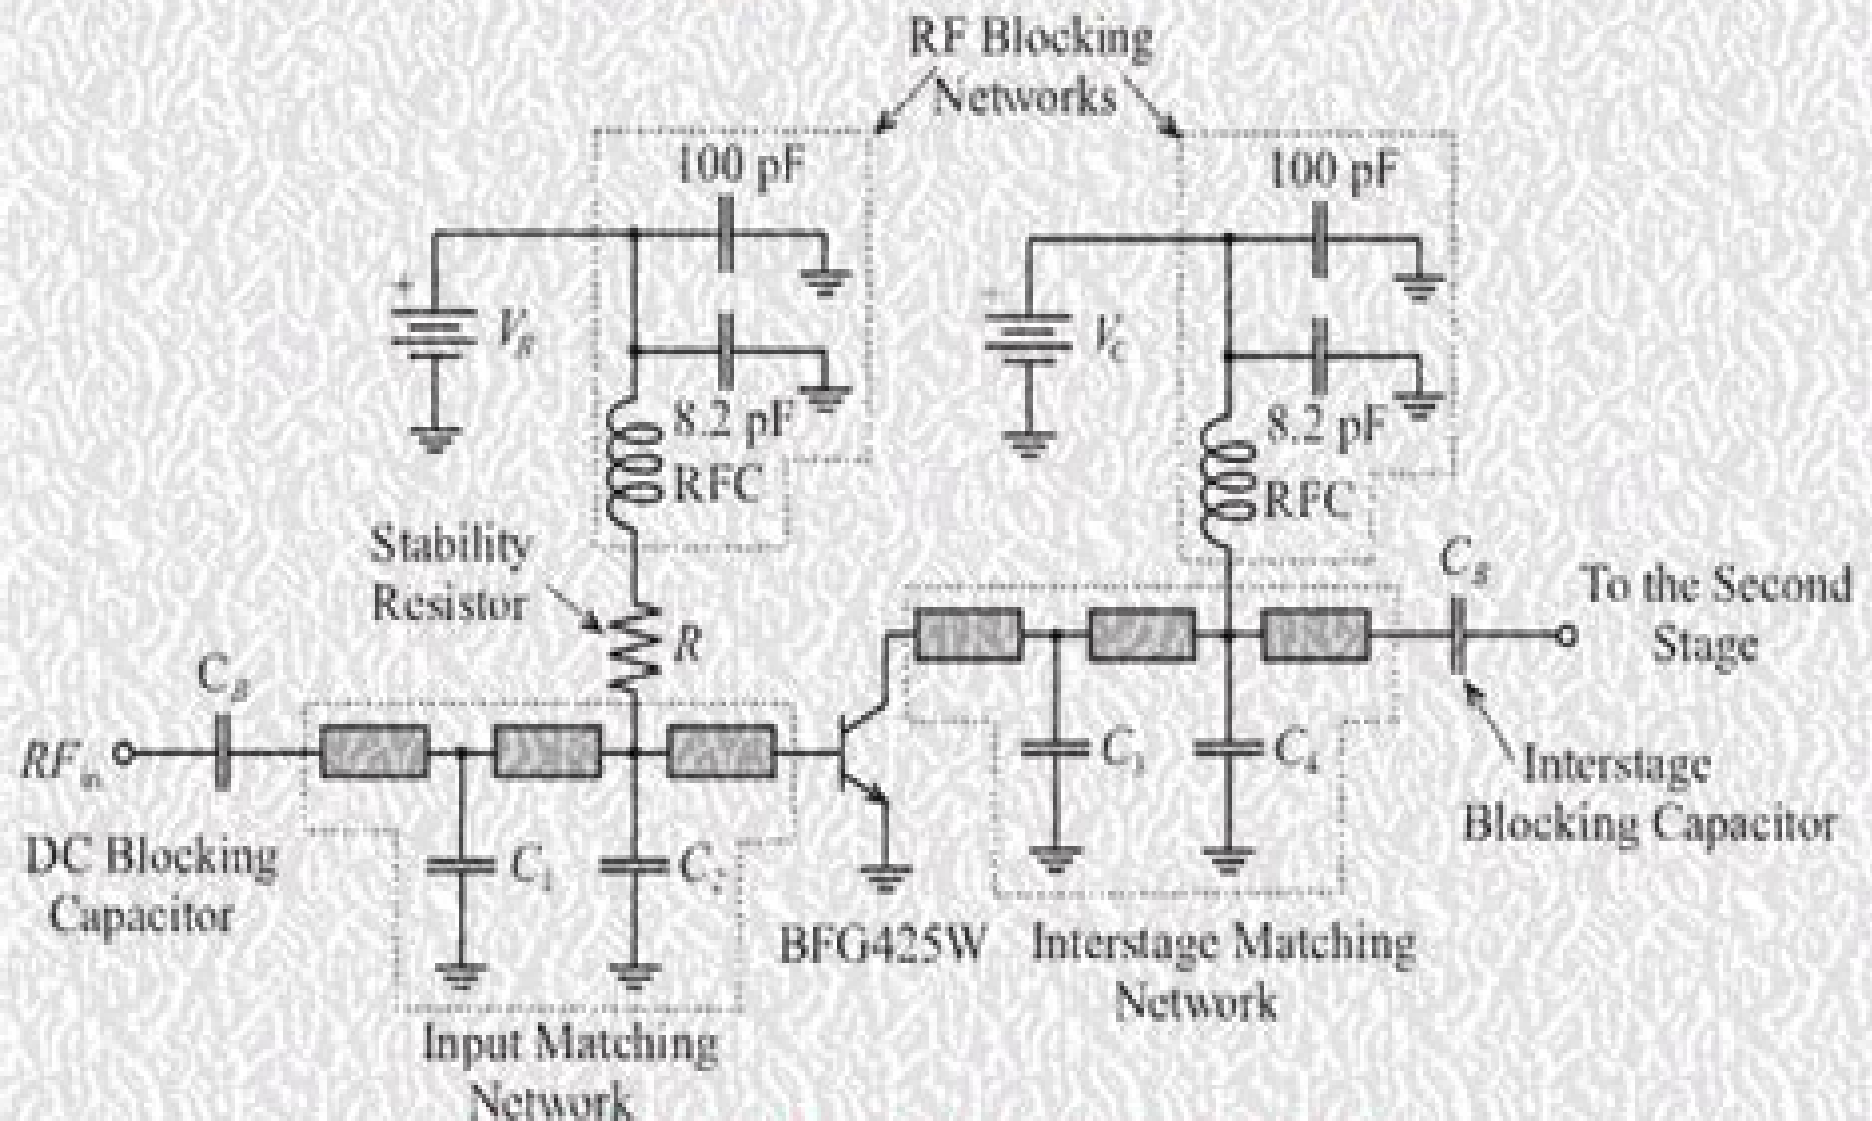 RF Blocking
Networks
100 pF
100 pF
+
V_B
+
V_C
8.2 pF
RFC
8.2 pF
RFC
Stability
Resistor
R
C_B
C_B
To the Second
Stage
RF_in
C_1
C_2
C_3
C_4
Interstage
Blocking Capacitor
DC Blocking
Capacitor
BFG425W
Interstage Matching
Network
Input Matching
Network